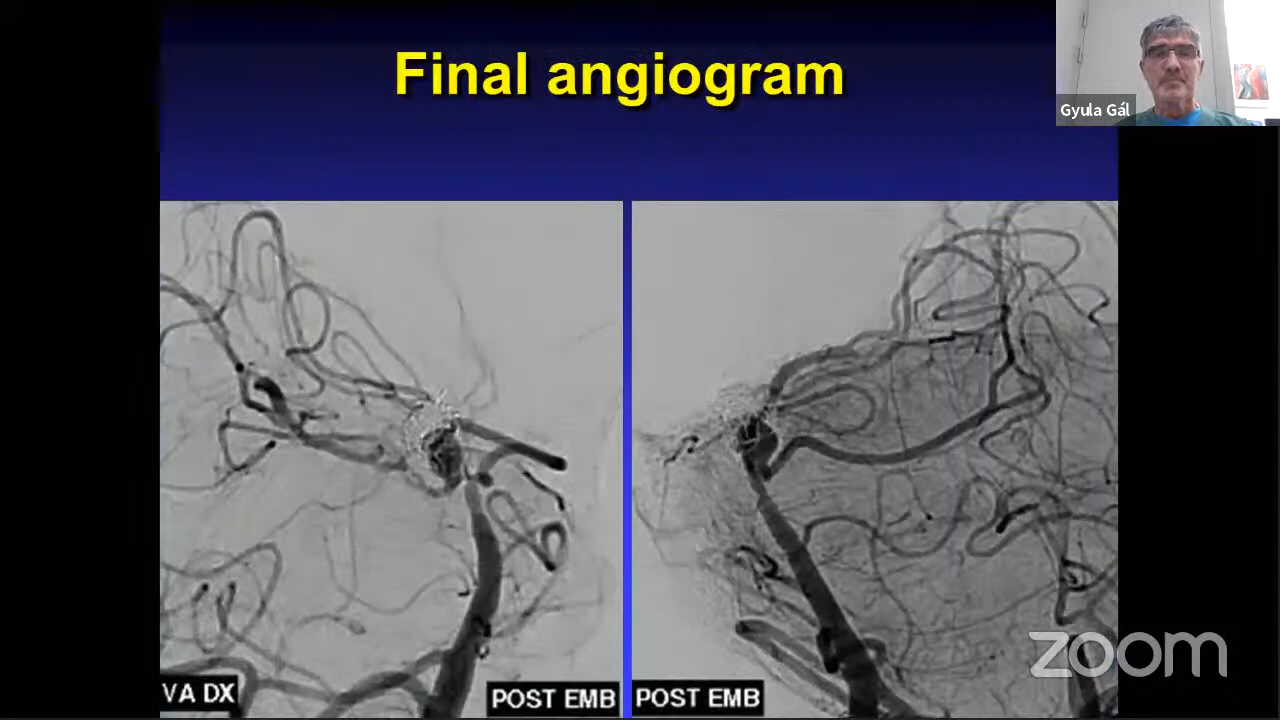 Final angiogram
Gyula Gál
VA DX
POST EMB
POST EMB
zoom